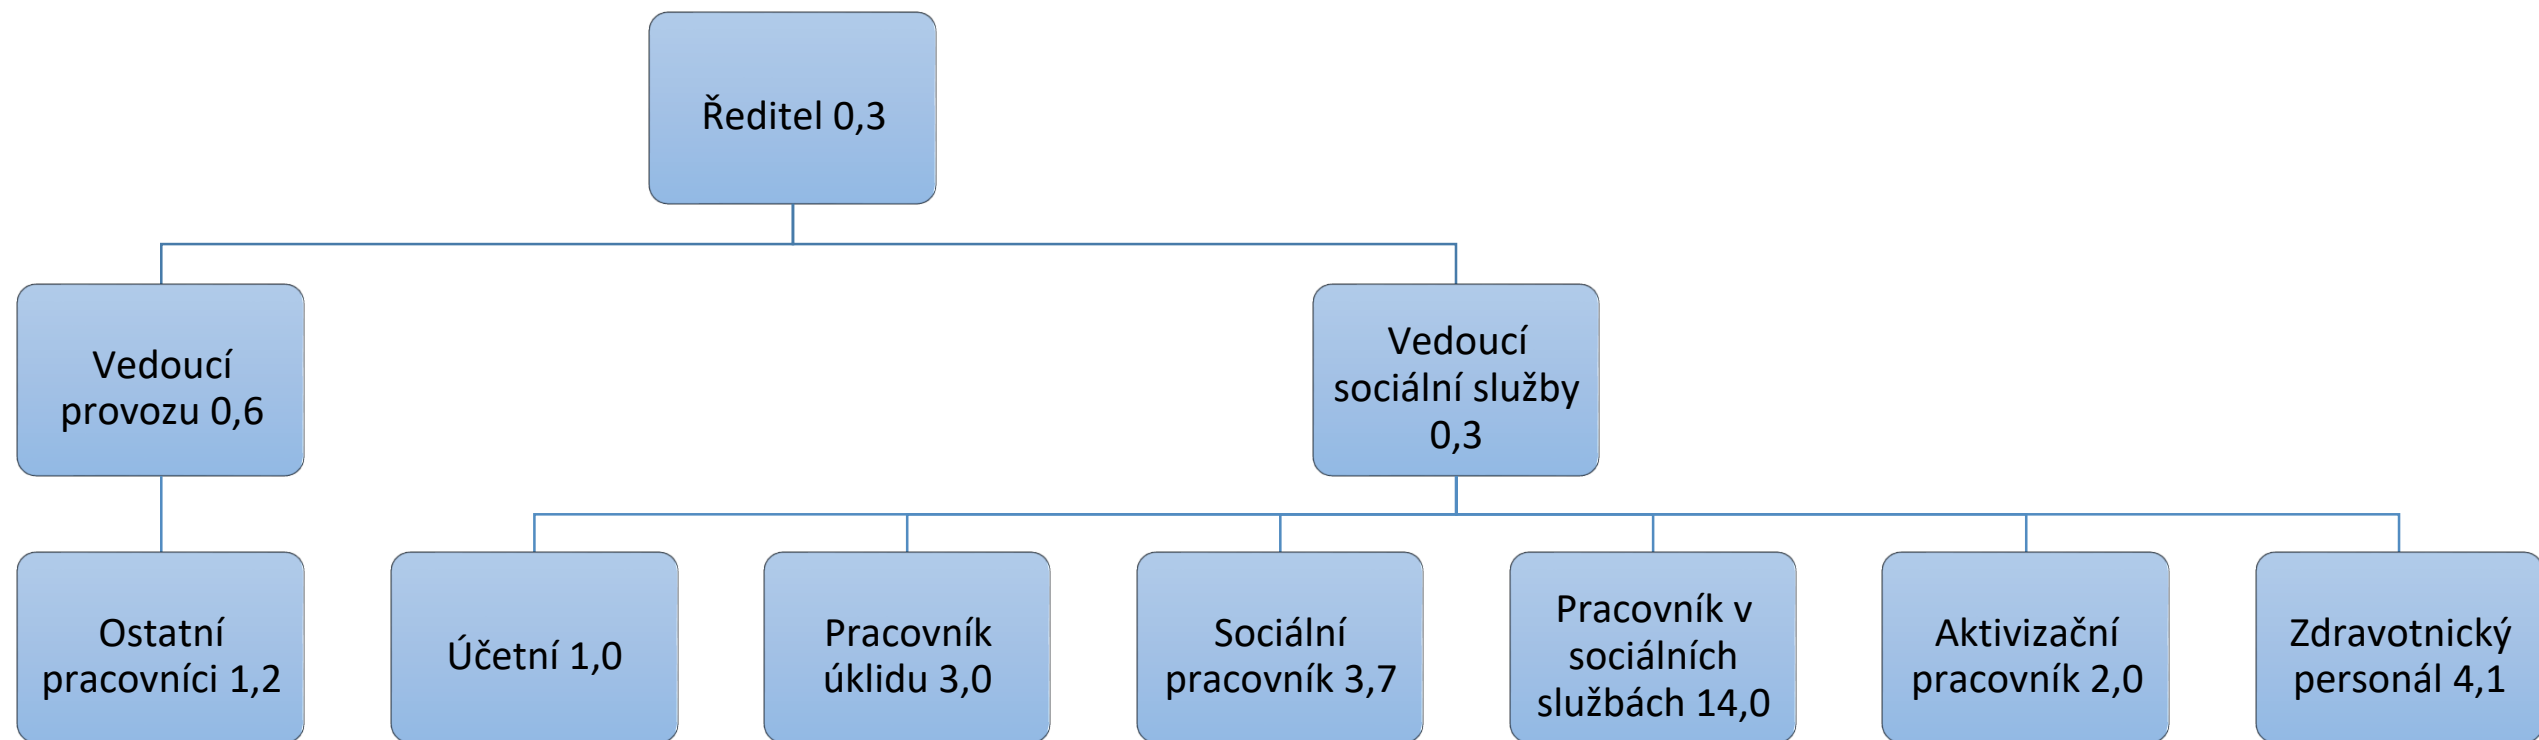 Ředitel 0,3
Vedoucí
provozu 0,6
Vedoucí
sociální služby
0,3
Ostatní
pracovníci 1,2
Účetní 1,0
Pracovník
úklidu 3,0
Sociální
pracovník 3,7
Pracovník v
sociálních
službách 14,0
Aktivizační
pracovník 2,0
Zdravotnický
personál 4,1